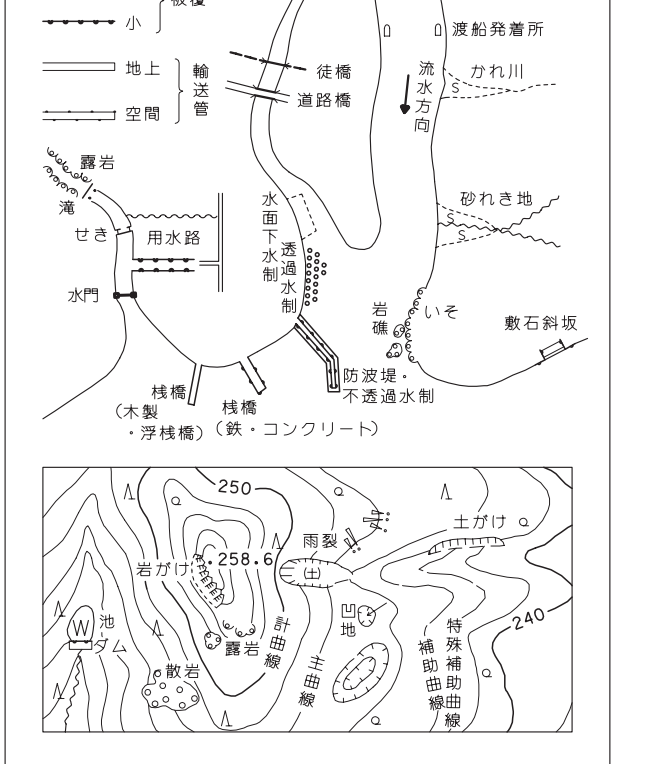 被覆
小
地上
空間
輸送管
徒橋
道路橋
渡船発着所
流水方向
かれ川
S
露岩
滝
せき
用水路
水門
水面下水制
透過水制
砂れき地
S
S
岩礁
いそ
敷石斜坂
桟橋
(木製
・浮桟橋)
桟橋
(鉄・コンクリート)
防波堤・
不透過水制
250
土がけ
雨裂
岩がけ
.258.6
(土)
凹地
240
池
W
ダム
露岩
計曲線
主曲線
補助曲線
特殊補助曲線
散岩